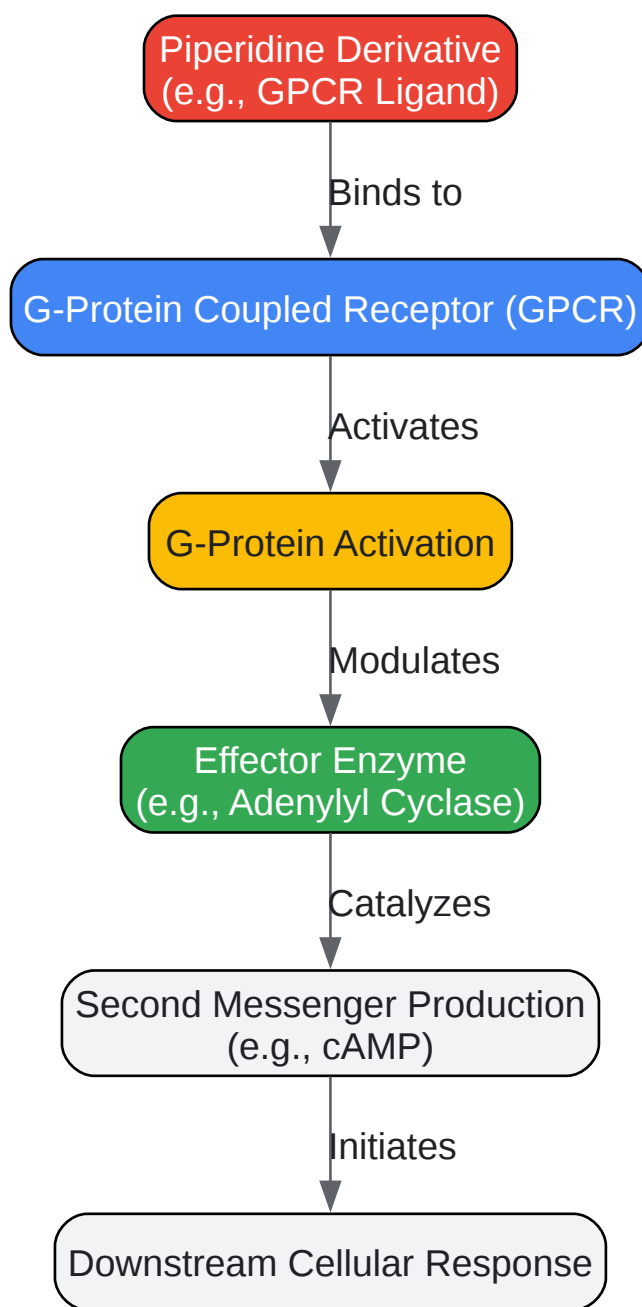 Piperidine Derivative
(e.g., GPCR Ligand)
Binds to
G-Protein Coupled Receptor (GPCR)
Activates
G-Protein Activation
Modulates
Effector Enzyme
(e.g., Adenylyl Cyclase)
Catalyzes
Second Messenger Production
(e.g., cAMP)
Initiates
Downstream Cellular Response